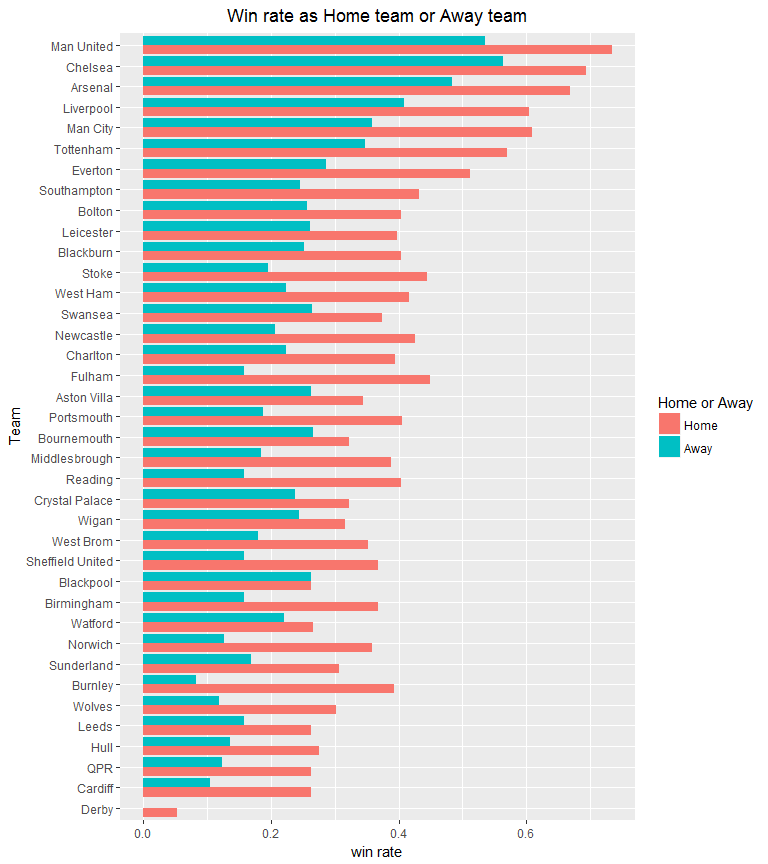 Win rate as Home team or Away team
Man United
Chelsea
Arsenal
Liverpool
Man City
Tottenham
Everton
Southampton
Bolton
Leicester
Blackburn
Stoke
West Ham
Swansea
Newcastle
Charlton
Fulham
Aston Villa
Portsmouth
Bournemouth
Middlesbrough
Reading
Crystal Palace
Wigan
West Brom
Sheffield United
Blackpool
Birmingham
Watford
Norwich
Sunderland
Burnley
Wolves
Leeds
Hull
QPR
Cardiff
Derby
Team
0.0 0.2 0.4 0.6
win rate
Home or Away
Home
Away